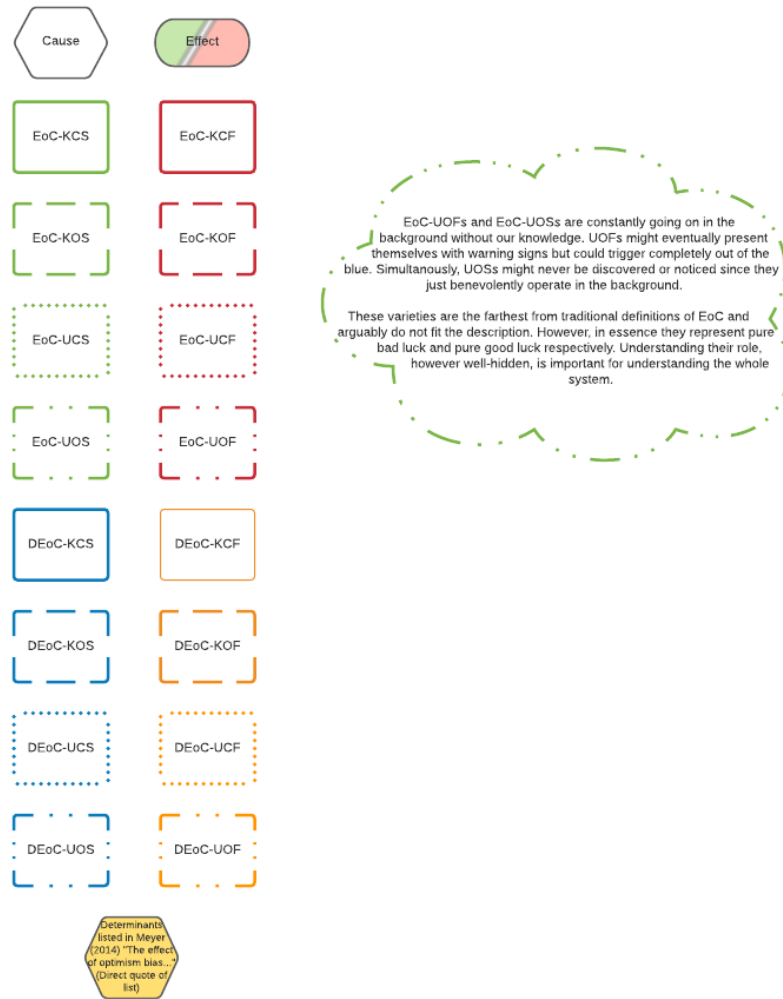 Cause
Effect
EoC-KCS
EoC-KCF
EoC-KOS
EoC-KOF
EoC-UCS
EoC-UCF
EoC-UOS
EoC-UOF
DEoC-KCS
DEoC-KCF
DEoC-KOS
DEoC-KOF
DEoC-UCS
DEoC-UCF
DEoC-UOS
DEoC-UOF
Determinants
listed in Meyer
(2014) "The effect
of optimism bias..."
(Direct quote of
list)
EoC-UOFs and EoC-UOSs are constantly going on in the
background without our knowledge. UOFs might eventually present
themselves with warning signs but could trigger completely out of the
blue. Simultanously, UOSs might never be discovered or noticed since they
just benevolently operate in the background.
These varieties are the farthest from traditional definitions of EoC and
arguably do not fit the description. However, in essence they represent pure
bad luck and pure good luck respectively. Understanding their role,
however well-hidden, is important for understanding the whole
system.